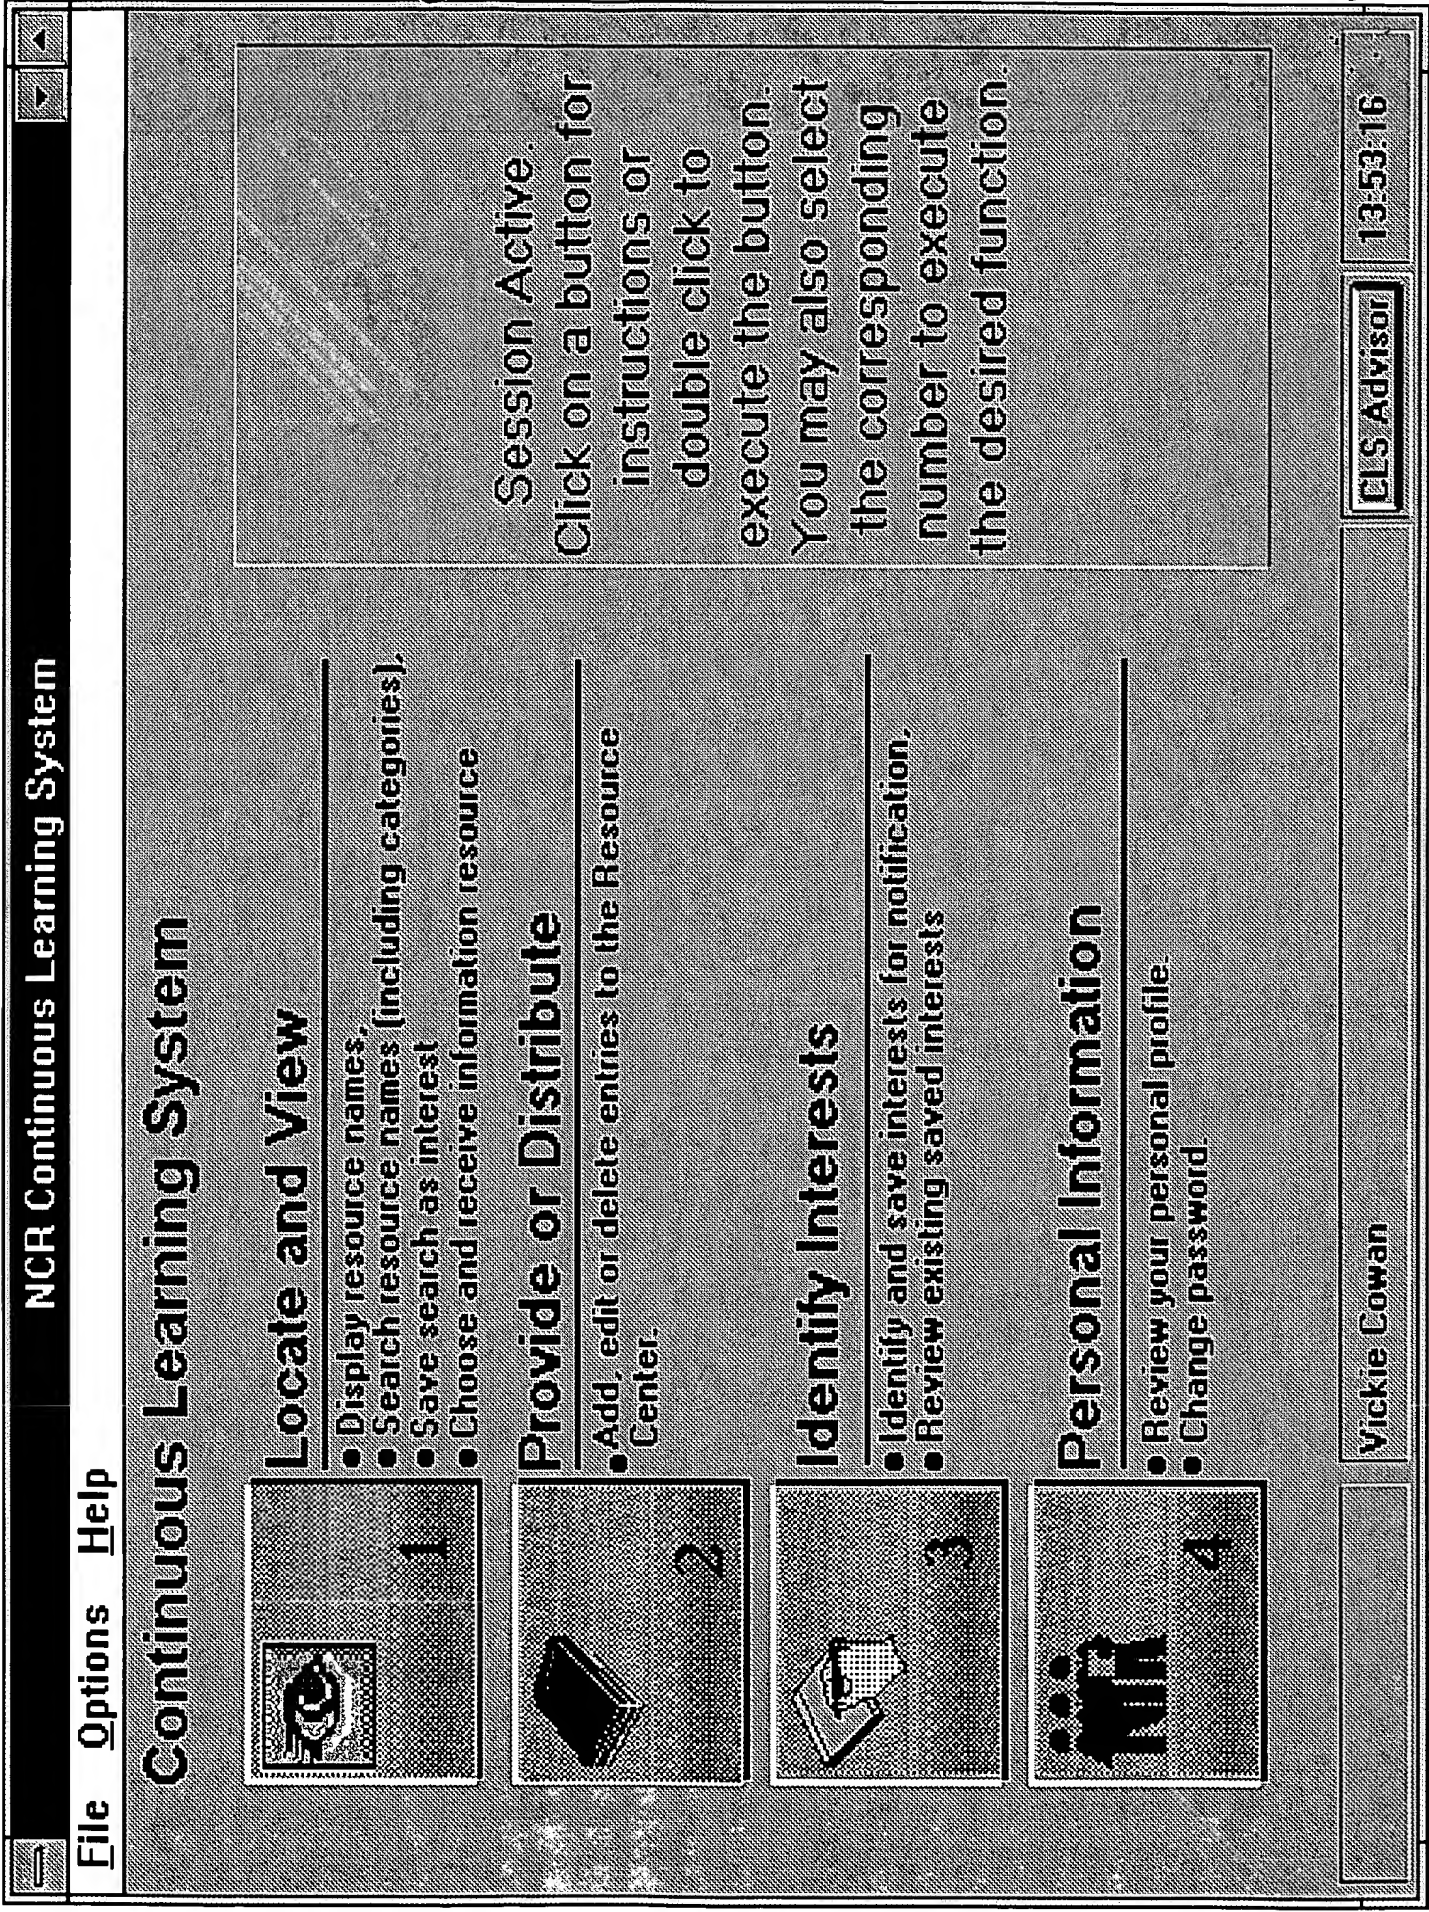 NCR Continuous Learning System
File Options Help
Continuous Learning System
1
Locate and View
● Display resource names,
● Search resource names (including categories),
● Save search as interest
● Choose and receive information resource
2
Provide or Distribute
● Add, edit or delete entries to the Resource
Center.
3
Identify Interests
● Identify and save interests for notification,
● Review existing saved interests
4
Personal Information
● Review your personal profile.
● Change password.
Session Active.
Click on a button for
instructions or
double click to
execute the button.
You may also select
the corresponding
number to execute
the desired function.
Vickie Cowan
CLS Advisor
13:53:16